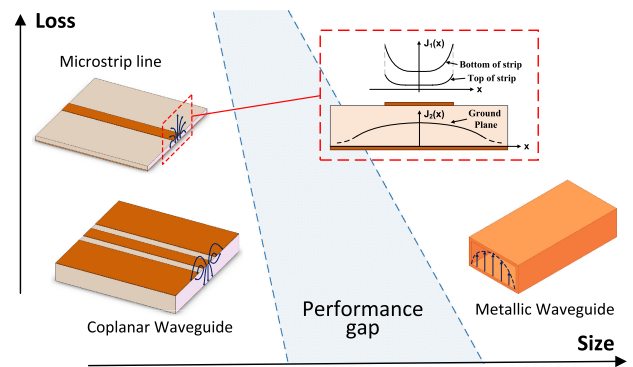 Loss
Microstrip line
J₁(x)
Bottom of strip
Top of strip
x
J₂(x)
Ground
Plane
x
Coplanar Waveguide
Performance
gap
Metallic Waveguide
Size